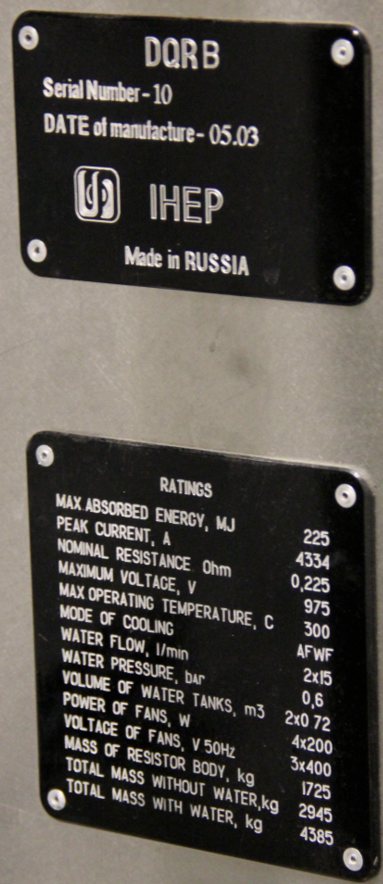 DQRB
Serial Number - 10
DATE of manufacture - 05.03
IHEP
Made in RUSSIA
RATINGS
MAX ABSORBED ENERGY, MJ 225
PEAK CURRENT, A 4334
NOMINAL RESISTANCE Ohm 0,225
MAXIMUM VOLTAGE, V 975
MAX OPERATING TEMPERATURE, C 300
MODE OF COOLING AFWF
WATER FLOW, l/min 2x15
WATER PRESSURE, bar 0,6
VOLUME OF WATER TANKS, m3 2x0 72
POWER OF FANS, W 4x200
VOLTAGE OF FANS, V 50Hz 3x400
MASS OF RESISTOR BODY, kg 1725
TOTAL MASS WITHOUT WATER,kg 2945
TOTAL MASS WITH WATER, kg 4385